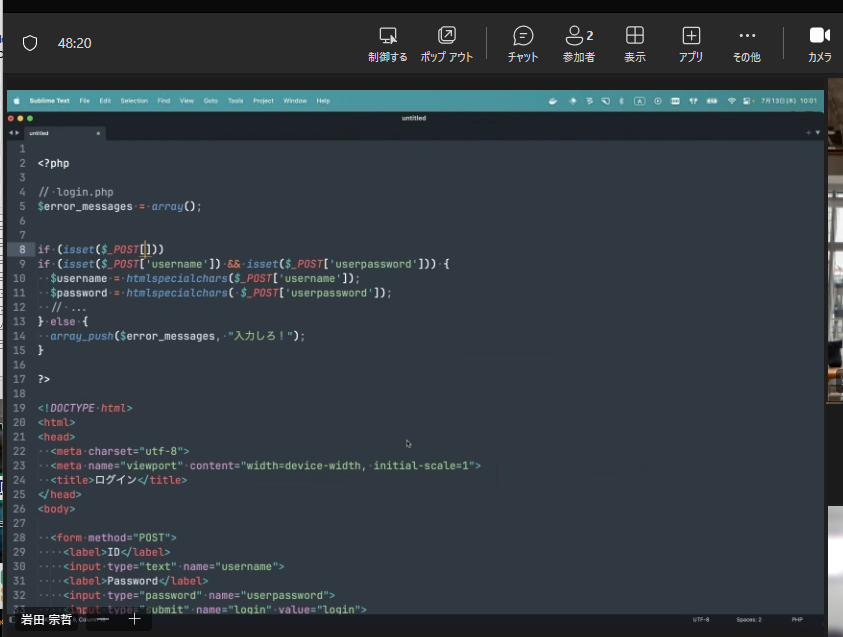 48:20
制御する ポップ アウト チャット 2 参加者 表示 アプリ その他 カメラ
Sublime Text File Edit Selection Find View Goto Tools Project Window Help 7月13日(木) 10:01
untitled
untitled
1
2 <?php
3
4 // login.php
5 $error_messages = array();
6
7
8 if (isset($_POST[]))
9 if (isset($_POST['username']) && isset($_POST['userpassword'])) {
10 $username = htmlspecialchars($_POST['username']);
11 $password = htmlspecialchars( $_POST['userpassword']);
12 // ...
13 } else {
14 array_push($error_messages, "入力しろ！");
15 }
16
17 ?>
18
19 <!DOCTYPE html>
20 <html>
21 <head>
22 <meta charset="utf-8">
23 <meta name="viewport" content="width=device-width, initial-scale=1">
24 <title>ログイン</title>
25 </head>
26 <body>
27
28 <form method="POST">
29 <label>ID</label>
30 <input type="text" name="username">
31 <label>Password</label>
32 <input type="password" name="userpassword">
33 <input type="submit" name="login" value="login">
岩田 宗哲
UTF-8 Spaces: 2 PHP